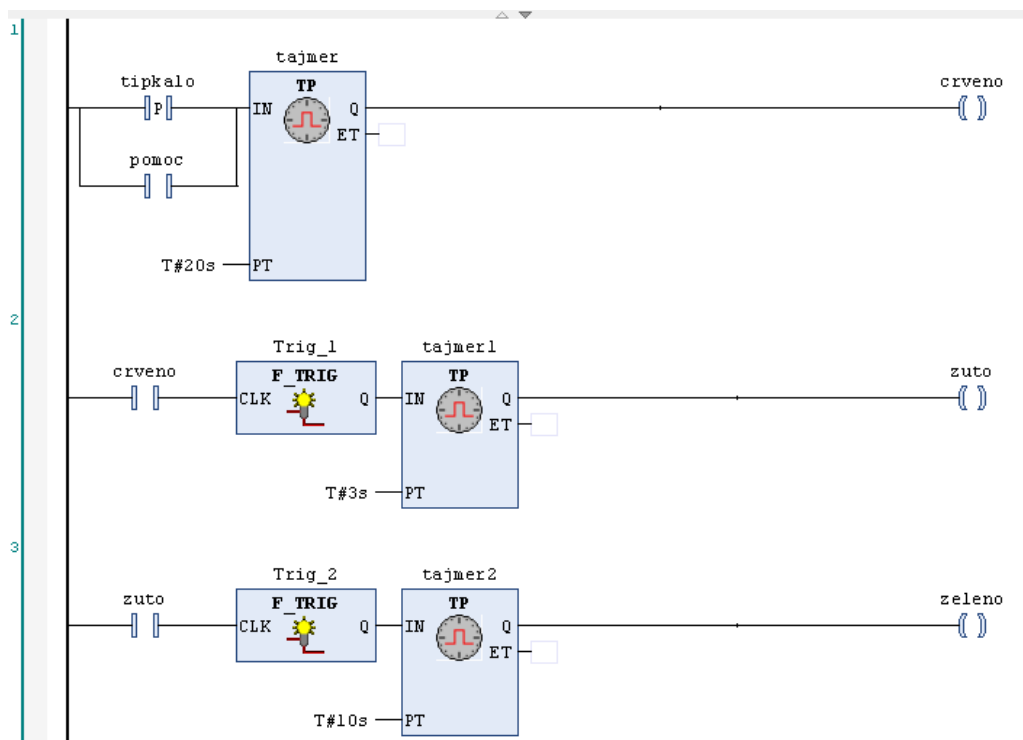 1
tajmer
tipkalo
TP
crveno
P
IN
Q
ET
pomoc
T#20s
PT
2
Trig_1
tajmer1
crveno
F_TRIG
TP
zuto
CLK
Q
IN
Q
ET
T#3s
PT
3
Trig_2
tajmer2
zuto
F_TRIG
TP
zeleno
CLK
Q
IN
Q
ET
T#10s
PT